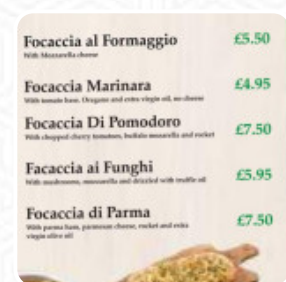 Focaccia al Formaggio £5.50
With Mozzarella cheese
Focaccia Marinara £4.95
With tomato base, Oregano and extra virgin oil, no cheese
Focaccia Di Pomodoro £7.50
With chopped cherry tomatoes, buffalo mozzarella and rocket
Facaccia ai Funghi £5.95
With mushrooms, mozzarella and drizzled with truffle oil
Focaccia di Parma £7.50
With parma ham, parmesan cheese, rocket and extra
virgin olive oil